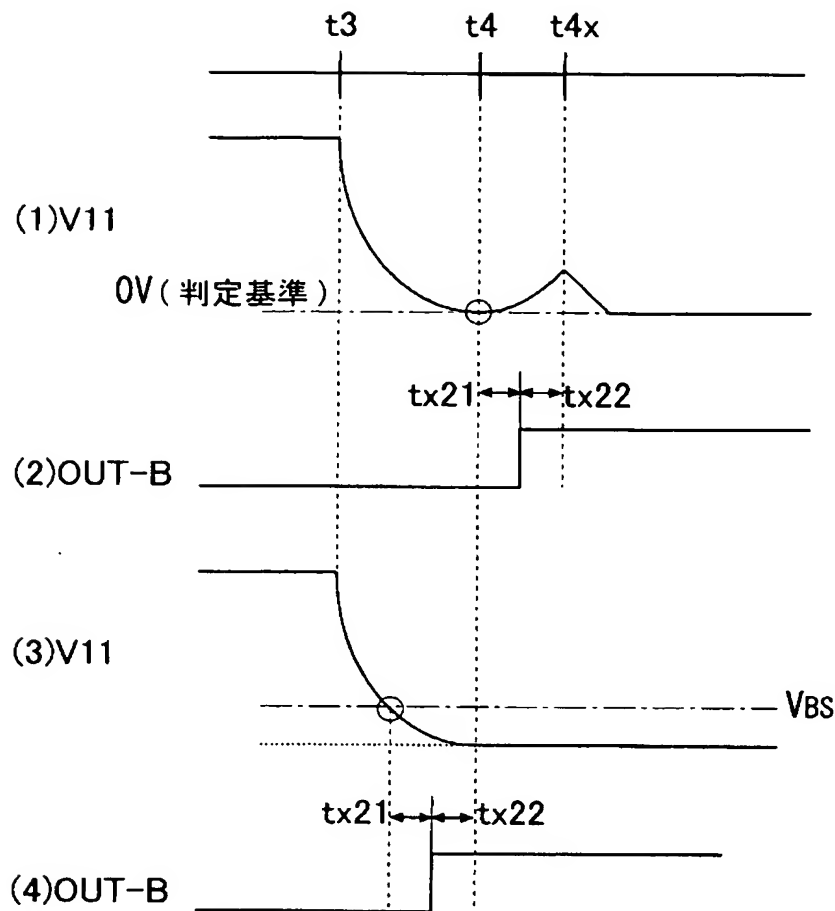 t3 t4 t4x
(1)V11
0V(判定基準)
tx21 tx22
(2)OUT-B
(3)V11
VBS
tx21 tx22
(4)OUT-B